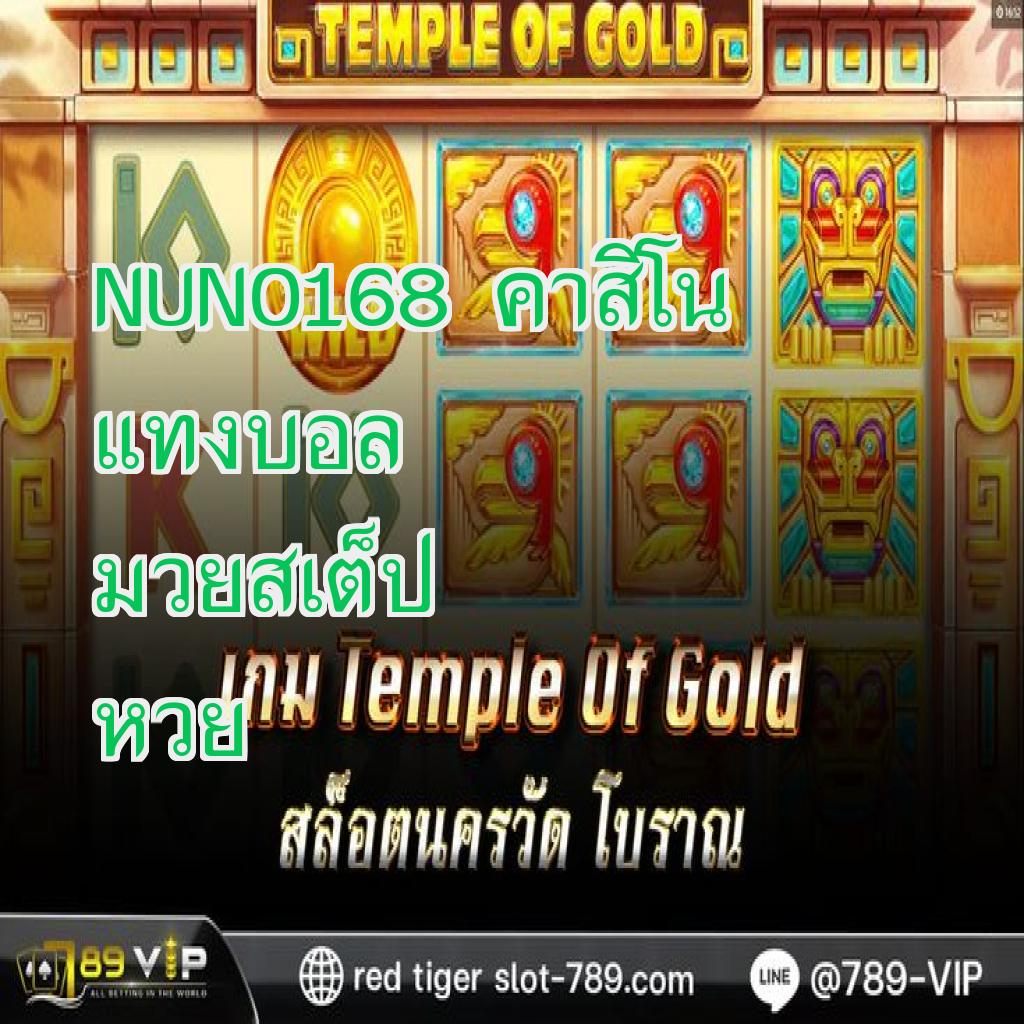 TEMPLE OF GOLD
WILD
NUNO168 คาสิโน
แทงบอล
มวยสเต็ป
K
หวย
เกม Temple Of Gold
สล็อตนครวัด โบราณ
789 VIP
ALL BETTING IN THE WORLD
red tiger slot-789.com
LINE @789-VIP